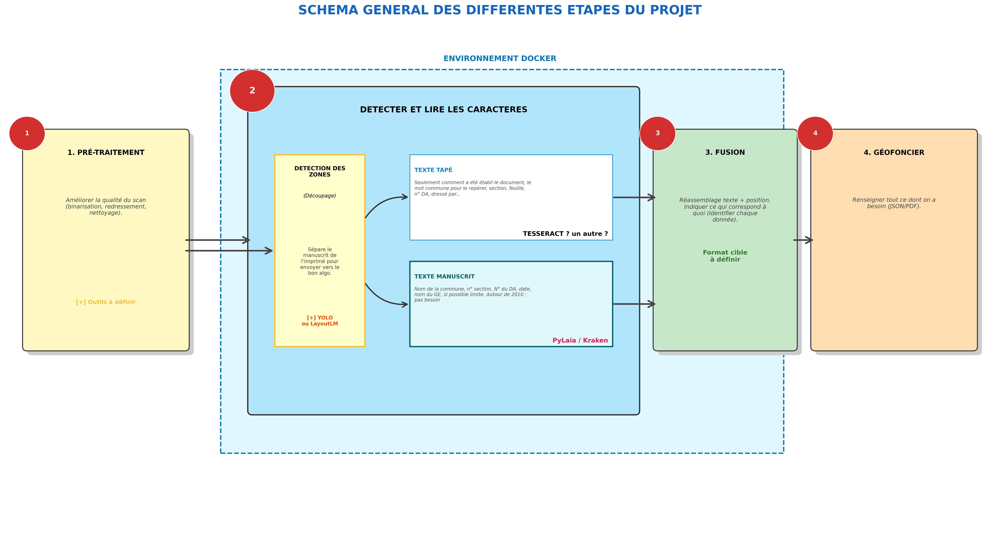 SCHEMA GENERAL DES DIFFERENTES ETAPES DU PROJET
ENVIRONNEMENT DOCKER
1
1. PRÉ-TRAITEMENT
Améliorer la qualité du scan
(binarisation, redressement,
nettoyage).
[+] Outils à définir
2
DETECTER ET LIRE LES CARACTERES
DETECTION DES
ZONES
(Découpage)
Sépare le
manuscrit de
l'imprimé pour
envoyer vers le
bon algo.
[+] YOLO
ou LayoutLM
TEXTE TAPÉ
Seulement comment a été établi le document, le
mot commune pour le repérer, section, feuille,
n° DA, dressé par...
TESSERACT ? un autre ?
TEXTE MANUSCRIT
Nom de la commune, n° section, N° du DA, date,
nom du GE, si possible limite. Autour de 2010 :
pas besoin
PyLaia / Kraken
3
3. FUSION
Réassemblage texte + position.
Indiquer ce qui correspond à
quoi (Identifier chaque
donnée).
Format cible
à définir
4
4. GÉOFONCIER
Renseigner tout ce dont on a
besoin (JSON/PDF).